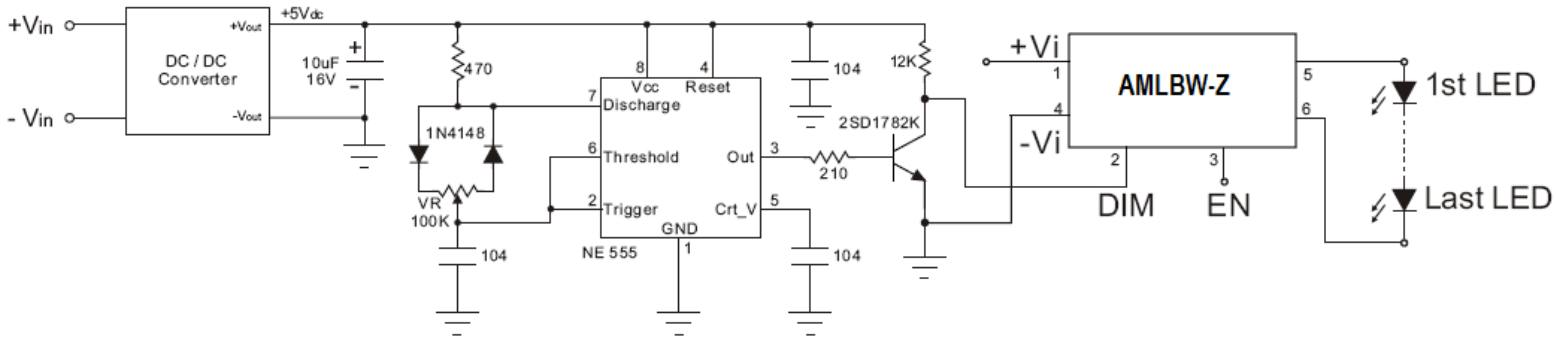 +Vin
- Vin
DC / DC
Converter
+Vout
-Vout
+5Vdc
+
10uF
16V
-
470
1N4148
VR
100K
104
8
Vcc
4
Reset
7
Discharge
6
Threshold
2
Trigger
Out
3
Crt_V
5
GND
1
NE 555
104
104
210
12K
2SD1782K
+Vi
1
4
-Vi
AMLBW-Z
2
DIM
3
EN
5
6
1st LED
Last LED